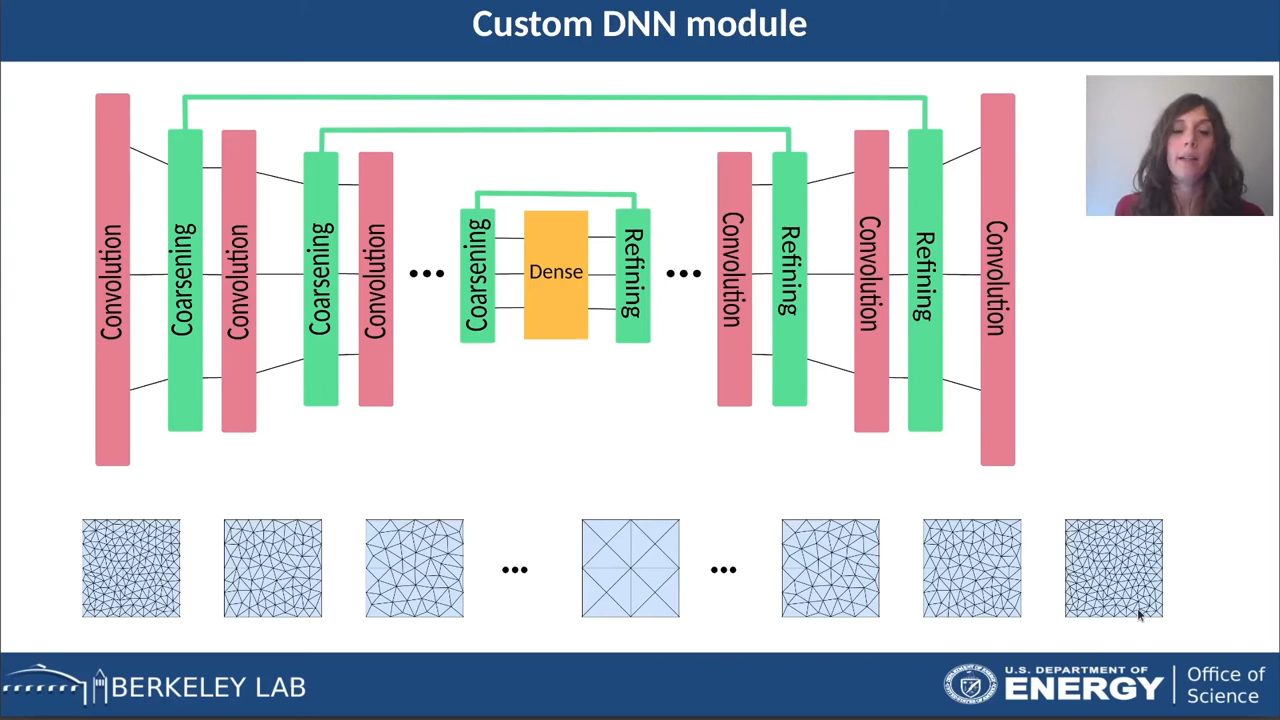 Custom DNN module
Convolution
Coarsening
Convolution
Coarsening
Convolution
•••
Coarsening
Dense
Refining
•••
Convolution
Refining
Convolution
Refining
Convolution
•••
•••
BERKELEY LAB
U.S. DEPARTMENT OF
ENERGY
Office of
Science